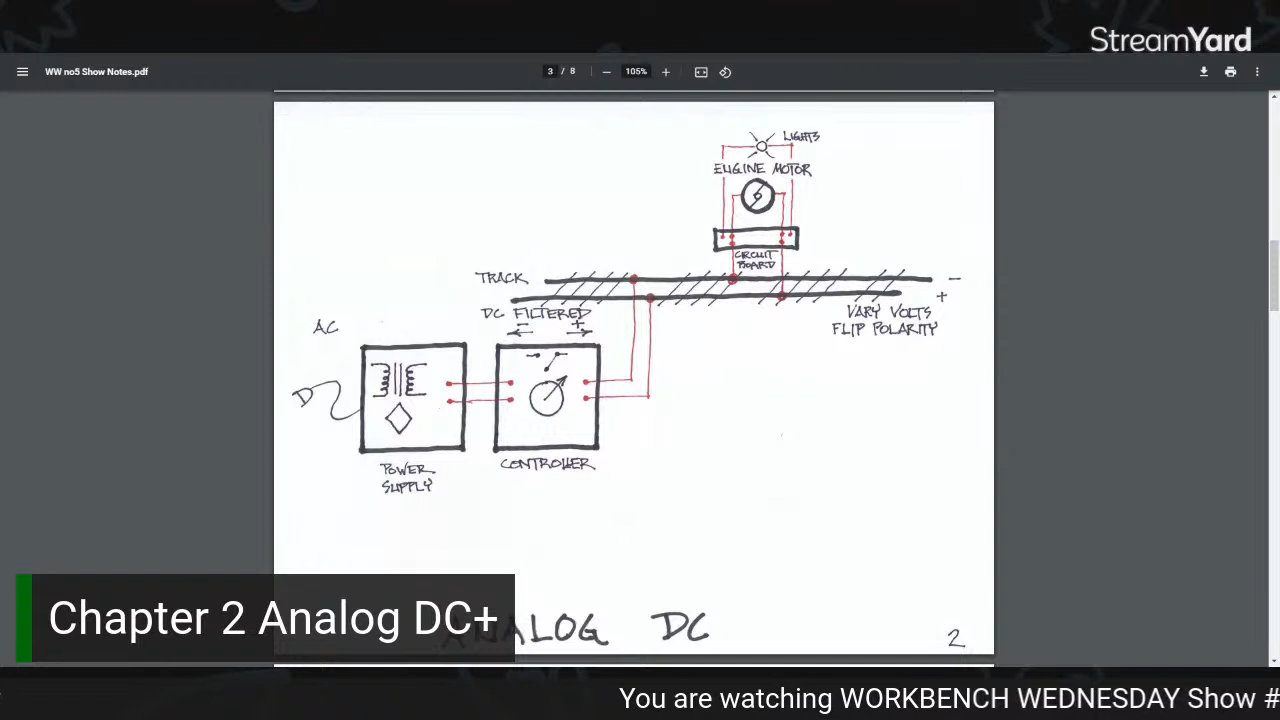 StreamYard
WW no5 Show Notes.pdf
3 / 8
105%
LIGHTS
ENGINE MOTOR
CIRCUIT
BOARD
TRACK
−
+
DC FILTERED
VARY VOLTS
FLIP POLARITY
− +
AC
POWER
SUPPLY
CONTROLLER
Chapter 2 Analog DC+
ANALOG DC
2
You are watching WORKBENCH WEDNESDAY Show #